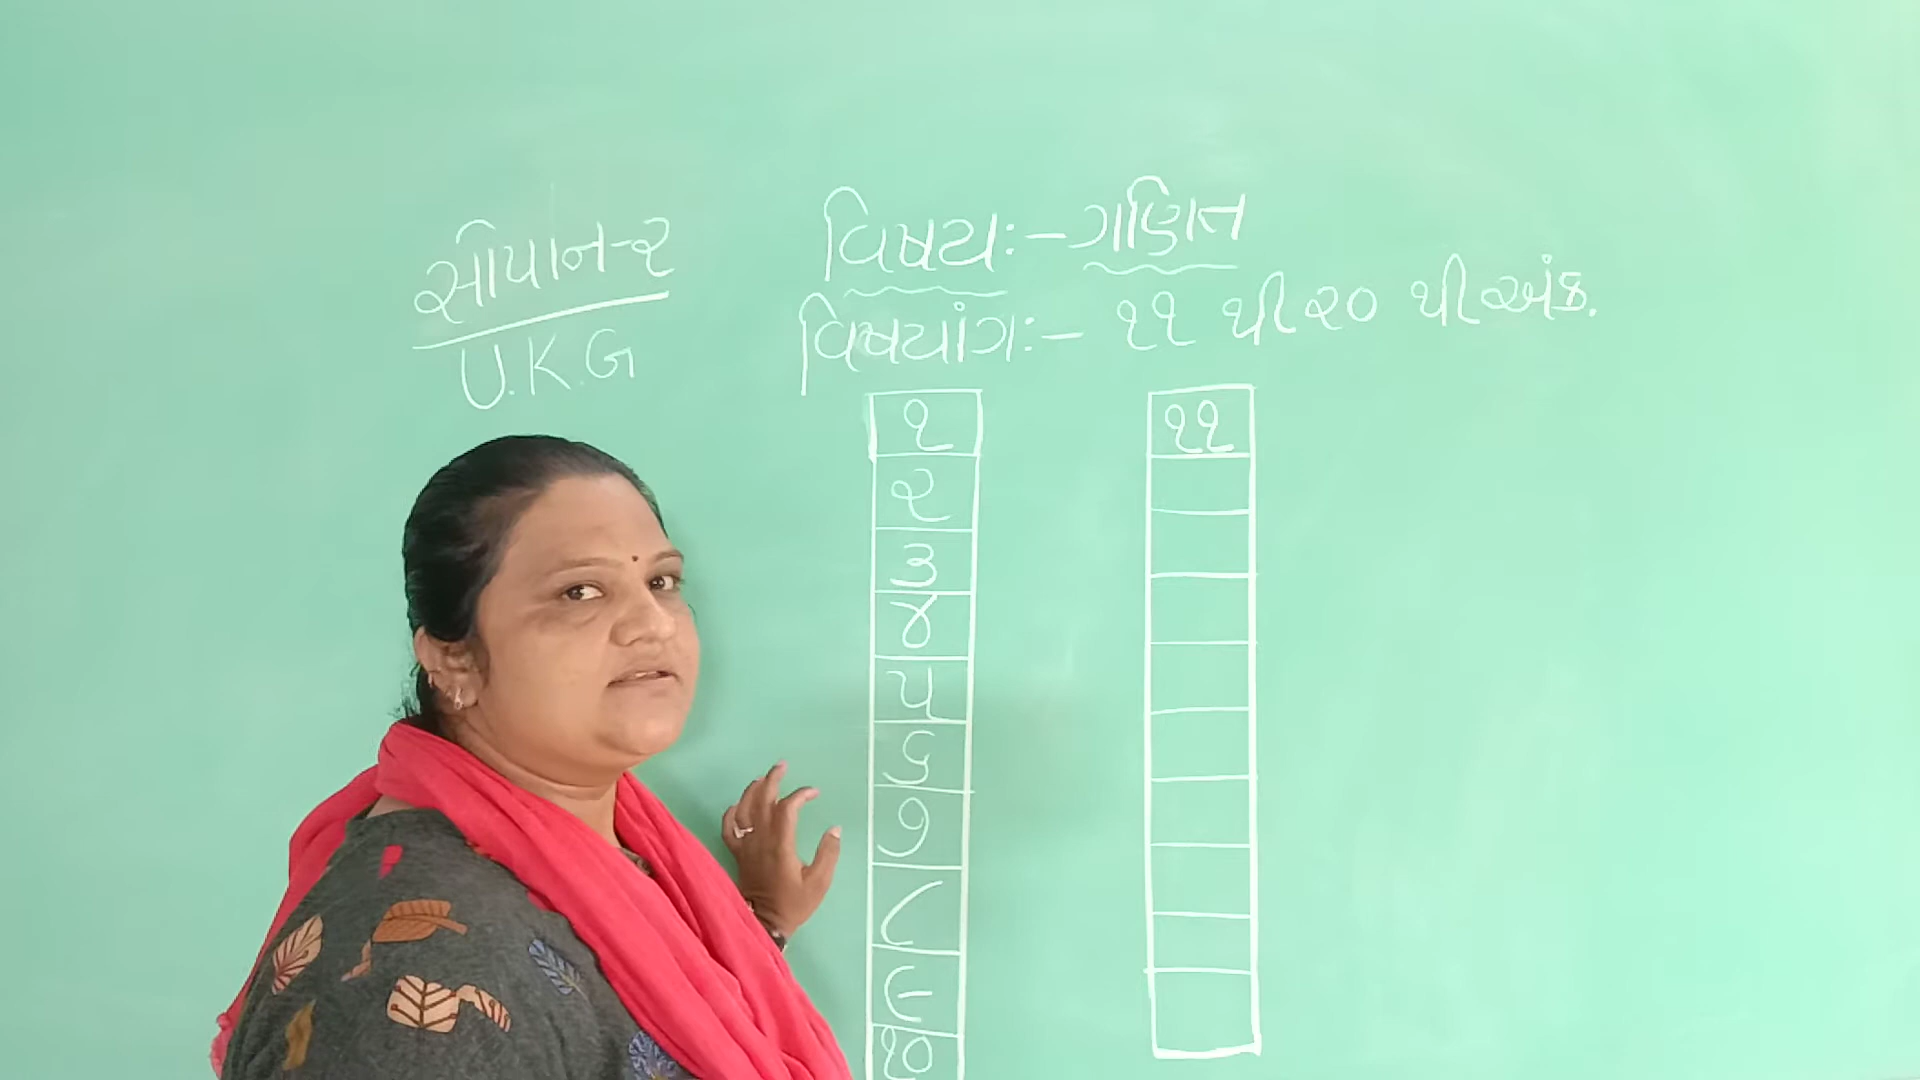 સોપાન-૨
U.K.G
વિષયઃ- ગણિત
વિષયાંગઃ- ૧૧ થી ૨૦ થી અંક.
૧
૨
૩
૪
૫
૬
૭
૮
૯
૧૦
૧૧